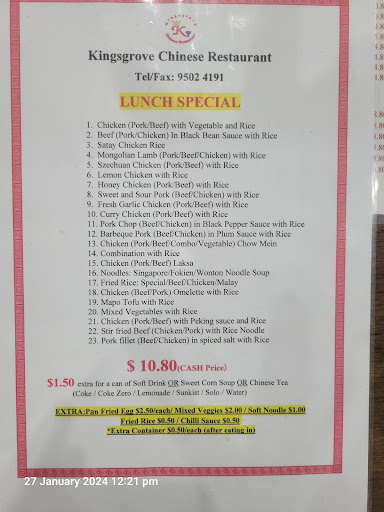 Kingsgrove Chinese Restaurant
Tel/Fax: 9502 4191
LUNCH SPECIAL
1. Chicken (Pork/Beef) with Vegetable and Rice
2. Beef (Pork/Chicken) In Black Bean Sauce with Rice
3. Satay Chicken Rice
4. Mongolian Lamb (Pork/Beef/Chicken) with Rice
5. Szechuan Chicken (Pork/Beef) with Rice
6. Lemon Chicken with Rice
7. Honey Chicken (Pork/Beef) with Rice
8. Sweet and Sour Pork (Beef/Chicken) with Rice
9. Fresh Garlic Chicken (Pork/Beef) with Rice
10. Curry Chicken (Pork/Beef) with Rice
11. Pork Chop (Beef/Chicken) in Black Pepper Sauce with Rice
12. Barbeque Pork (Beef/Chicken) in Plum Sauce with Rice
13. Chicken (Pork/Beef/Combo/Vegetable) Chow Mein
14. Combination with Rice
15. Chicken (Pork/Beef) Laksa
16. Noodles: Singapore/Fokien/Wonton Noodle Soup
17. Fried Rice: Special/Beef/Chicken/Malay
18. Chicken (Beef/Pork) Omelette with Rice
19. Mapo Tofu with Rice
20. Mixed Vegetables with Rice
21. Chicken (Pork/Beef) with Peking sauce and Rice
22. Stir fried Beef (Chicken/Pork) with Rice Noodle
23. Pork fillet (Beef/Chicken) in spiced salt with Rice
$ 10.80(CASH Price)
$1.50 extra for a can of Soft Drink OR Sweet Corn Soup OR Chinese Tea
(Coke / Coke Zero / Lemonade / Sunkist / Solo / Water)
EXTRA:Pan Fried Egg $2.50/each/ Mixed Veggies $2.00 / Soft Noodle $1.00
Fried Rice $0.50 / Chilli Sauce $0.50
*Extra Container $0.50/each (after eating in)
27 January 2024 12:21 pm